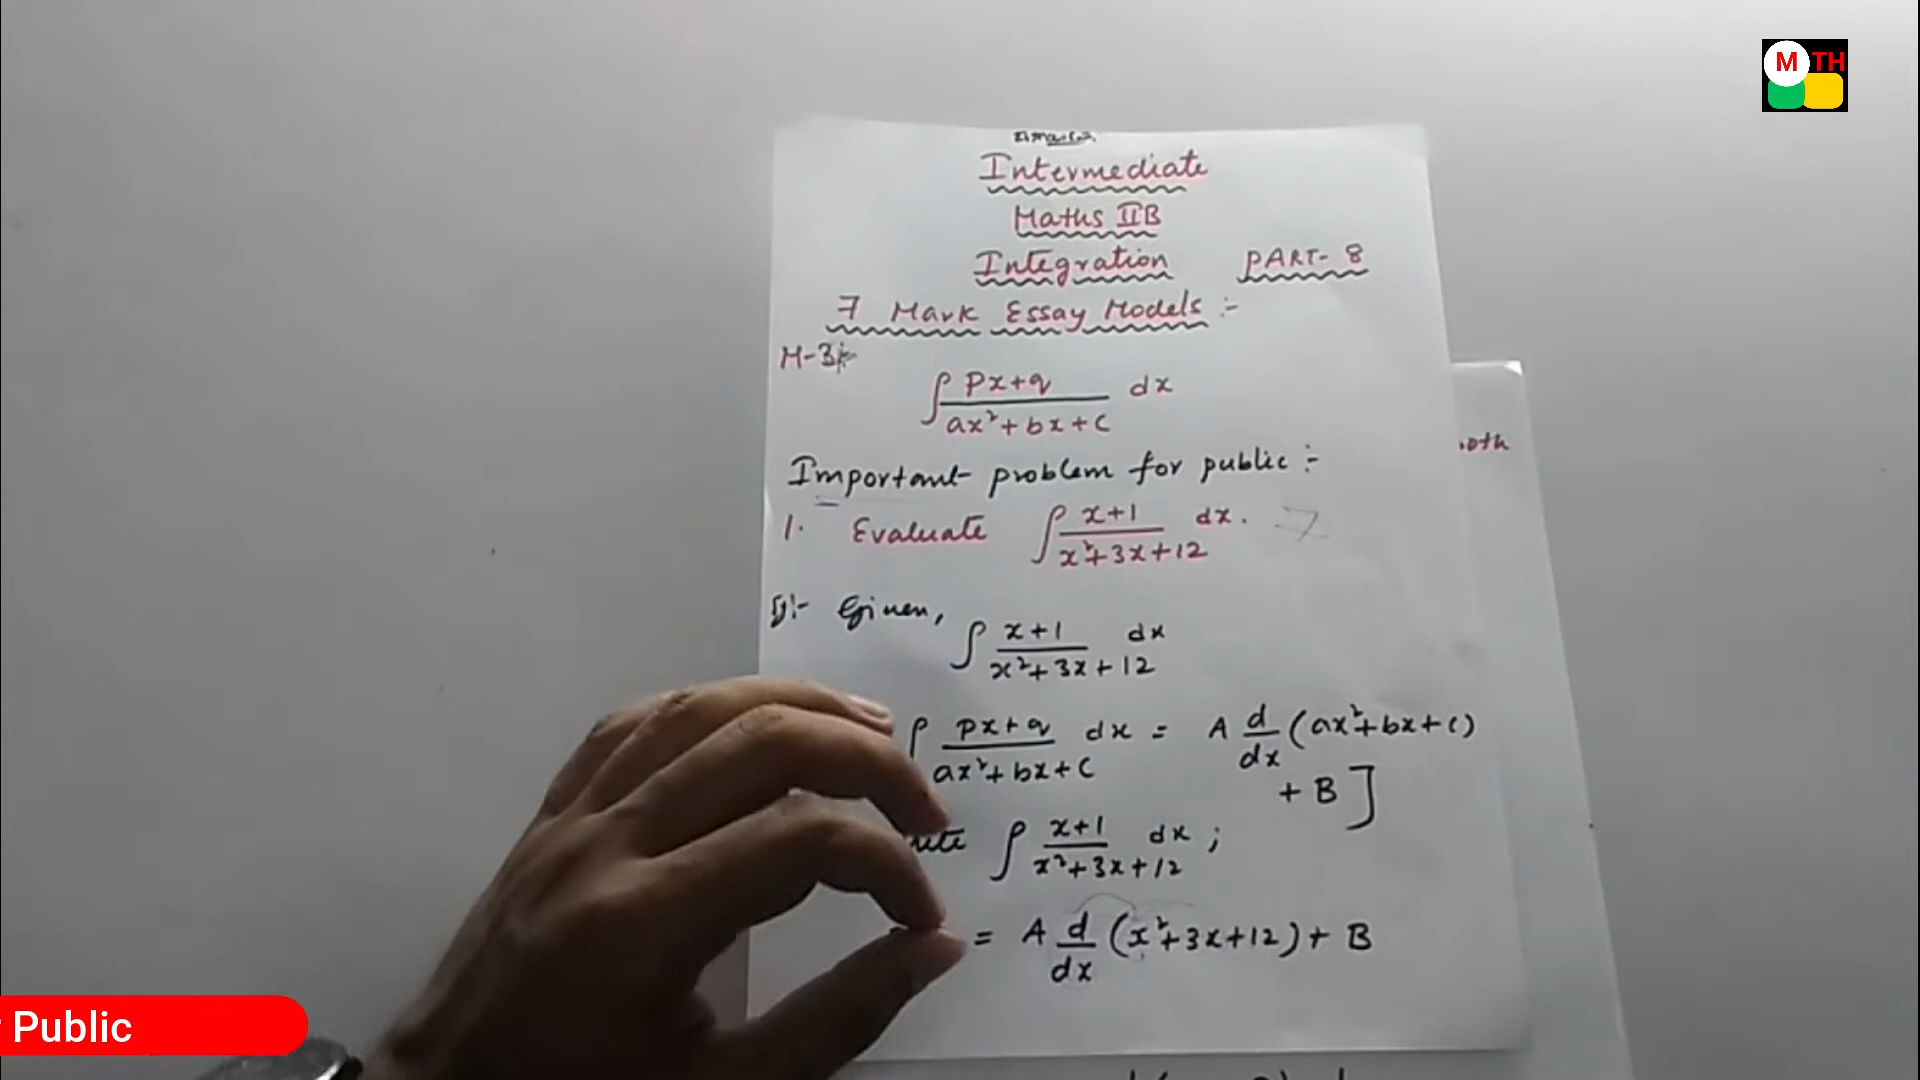 M TH
Intermediate
Maths IIB
Integration PART- 8
7 Mark Essay Models :-
M-3:-
∫ px+q / ax²+bx+c dx
Important problem for public :-
1. Evaluate ∫ x+1 / x²+3x+12 dx.
Given,
∫ x+1 / x²+3x+12 dx
∫ px+q / ax²+bx+c dx = A d/dx (ax²+bx+c)
+ B ]
∫ x+1 / x²+3x+12 dx ;
= A d/dx (x²+3x+12) + B
Public